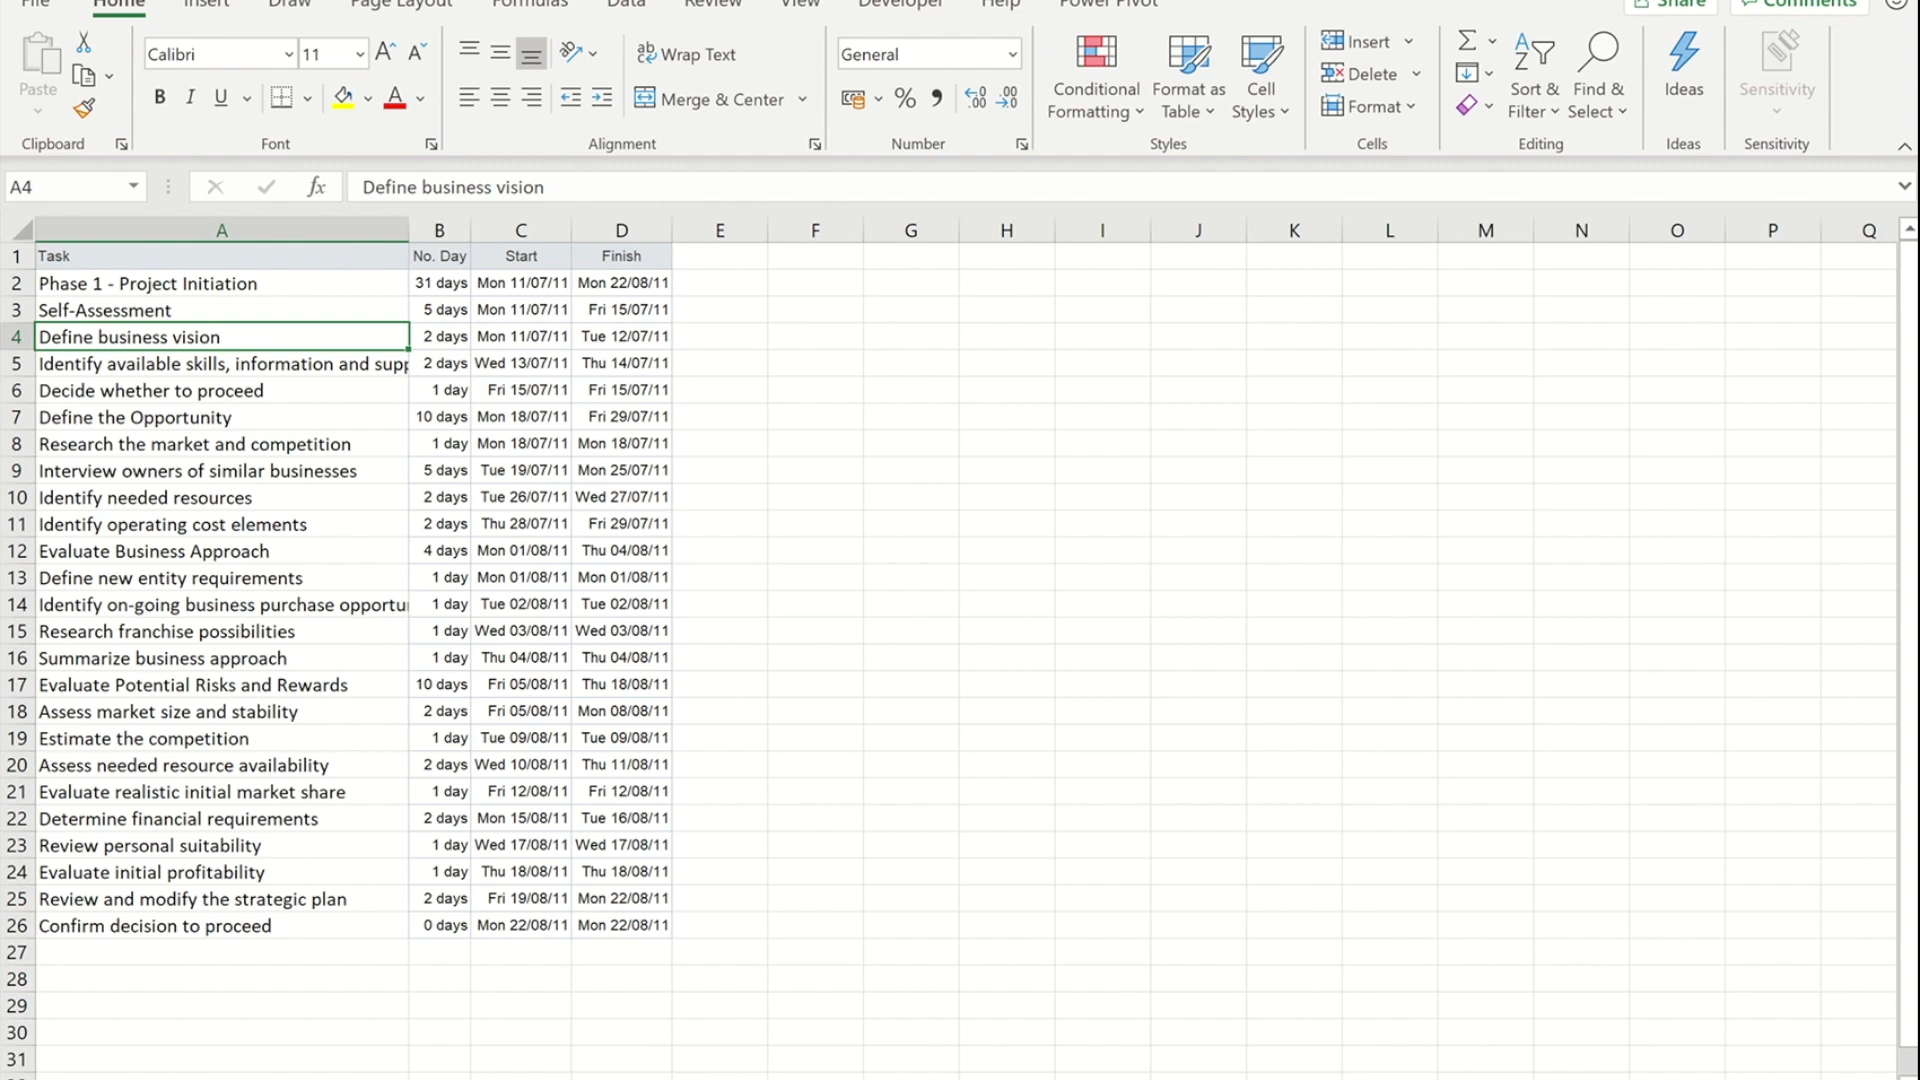 File Home Insert Draw Page Layout Formulas Data Review View Developer Help Power Pivot Share Comments
Calibri 11 Wrap Text General Insert
Paste Conditional Formatting Format as Table Cell Styles Delete Sort & Filter Find & Select Ideas Sensitivity
B I U A Merge & Center % Format
Clipboard Font Alignment Number Styles Cells Editing Ideas Sensitivity
A4 fx Define business vision
A B C D E F G H I J K L M N O P Q
1 Task No. Day Start Finish
2 Phase 1 - Project Initiation 31 days Mon 11/07/11 Mon 22/08/11
3 Self-Assessment 5 days Mon 11/07/11 Fri 15/07/11
4 Define business vision 2 days Mon 11/07/11 Tue 12/07/11
5 Identify available skills, information and supp 2 days Wed 13/07/11 Thu 14/07/11
6 Decide whether to proceed 1 day Fri 15/07/11 Fri 15/07/11
7 Define the Opportunity 10 days Mon 18/07/11 Fri 29/07/11
8 Research the market and competition 1 day Mon 18/07/11 Mon 18/07/11
9 Interview owners of similar businesses 5 days Tue 19/07/11 Mon 25/07/11
10 Identify needed resources 2 days Tue 26/07/11 Wed 27/07/11
11 Identify operating cost elements 2 days Thu 28/07/11 Fri 29/07/11
12 Evaluate Business Approach 4 days Mon 01/08/11 Thu 04/08/11
13 Define new entity requirements 1 day Mon 01/08/11 Mon 01/08/11
14 Identify on-going business purchase opportu 1 day Tue 02/08/11 Tue 02/08/11
15 Research franchise possibilities 1 day Wed 03/08/11 Wed 03/08/11
16 Summarize business approach 1 day Thu 04/08/11 Thu 04/08/11
17 Evaluate Potential Risks and Rewards 10 days Fri 05/08/11 Thu 18/08/11
18 Assess market size and stability 2 days Fri 05/08/11 Mon 08/08/11
19 Estimate the competition 1 day Tue 09/08/11 Tue 09/08/11
20 Assess needed resource availability 2 days Wed 10/08/11 Thu 11/08/11
21 Evaluate realistic initial market share 1 day Fri 12/08/11 Fri 12/08/11
22 Determine financial requirements 2 days Mon 15/08/11 Tue 16/08/11
23 Review personal suitability 1 day Wed 17/08/11 Wed 17/08/11
24 Evaluate initial profitability 1 day Thu 18/08/11 Thu 18/08/11
25 Review and modify the strategic plan 2 days Fri 19/08/11 Mon 22/08/11
26 Confirm decision to proceed 0 days Mon 22/08/11 Mon 22/08/11
27
28
29
30
31